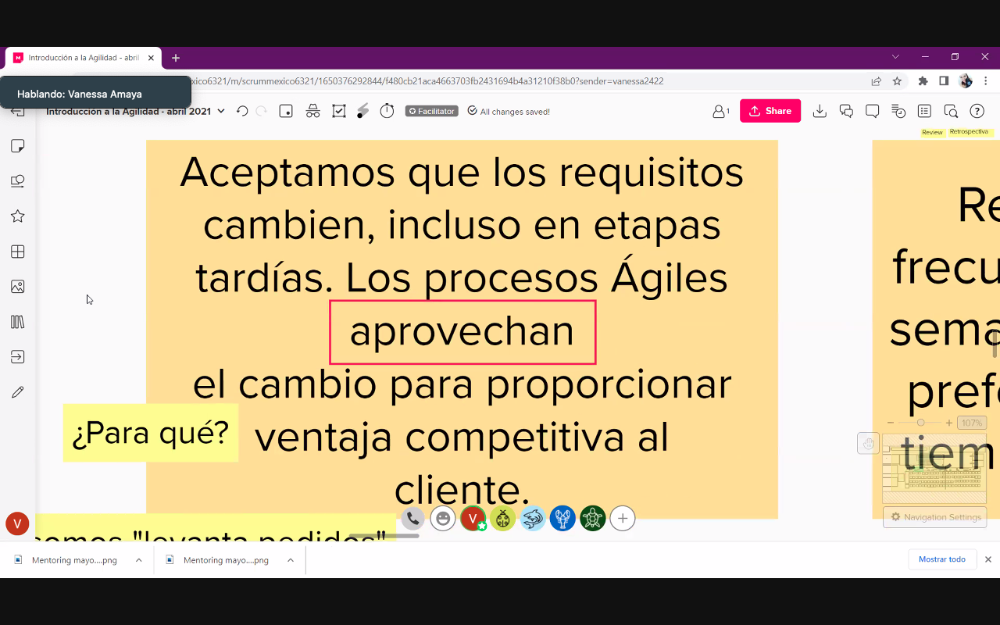 Introducción a la Agilidad - abril
xico6321/m/scrummexico6321/1650376292844/f480cb21aca4663703fb2431694b4a31210f38b0?sender=vanessa2422
Hablando: Vanessa Amaya
Introducción a la Agilidad - abril 2021
Facilitator
All changes saved!
1
Share
Review
Retrospectiva
Aceptamos que los requisitos
cambien, incluso en etapas
tardías. Los procesos Ágiles
aprovechan
el cambio para proporcionar
ventaja competitiva al
cliente.
¿Para qué?
Re
frecu
sema
prefe
tiem
107%
Navigation Settings
V
V
somos "levanta pedidos"
Mentoring mayo....png
Mentoring mayo....png
Mostrar todo